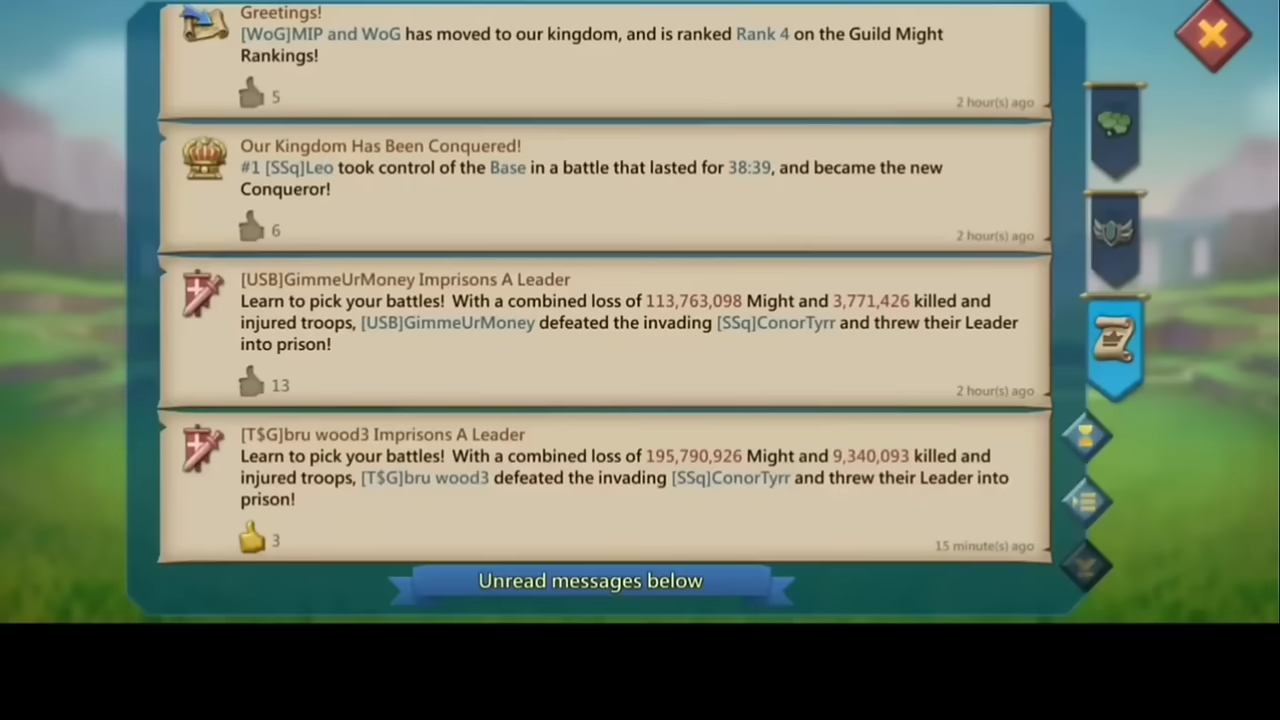 Greetings!
[WoG]MIP and WoG has moved to our kingdom, and is ranked Rank 4 on the Guild Might
Rankings!
5
2 hour(s) ago
Our Kingdom Has Been Conquered!
#1 [SSq]Leo took control of the Base in a battle that lasted for 38:39, and became the new
Conqueror!
6
2 hour(s) ago
[USB]GimmeUrMoney Imprisons A Leader
Learn to pick your battles! With a combined loss of 113,763,098 Might and 3,771,426 killed and
injured troops, [USB]GimmeUrMoney defeated the invading [SSq]ConorTyrr and threw their Leader
into prison!
13
2 hour(s) ago
[T$G]bru wood3 Imprisons A Leader
Learn to pick your battles! With a combined loss of 195,790,926 Might and 9,340,093 killed and
injured troops, [T$G]bru wood3 defeated the invading [SSq]ConorTyrr and threw their Leader into
prison!
3
15 minute(s) ago
Unread messages below